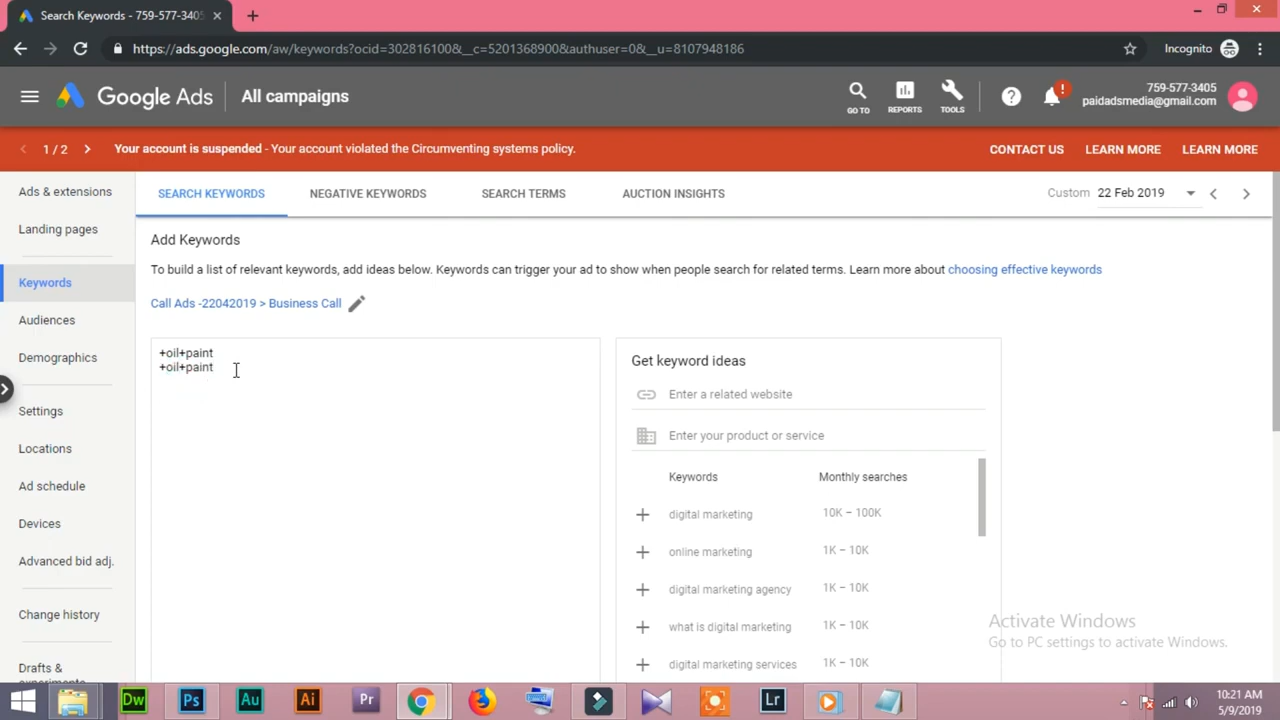 Search Keywords - 759-577-3405
https://ads.google.com/aw/keywords?ocid=302816100&__c=5201368900&authuser=0&__u=8107948186
Incognito
Google Ads
All campaigns
GO TO
REPORTS
TOOLS
759-577-3405
paidadsmedia@gmail.com
1 / 2
Your account is suspended - Your account violated the Circumventing systems policy.
CONTACT US
LEARN MORE
LEARN MORE
Ads & extensions
Landing pages
Keywords
Audiences
Demographics
Settings
Locations
Ad schedule
Devices
Advanced bid adj.
Change history
Drafts &
experiments
SEARCH KEYWORDS
NEGATIVE KEYWORDS
SEARCH TERMS
AUCTION INSIGHTS
Custom 22 Feb 2019
Add Keywords
To build a list of relevant keywords, add ideas below. Keywords can trigger your ad to show when people search for related terms. Learn more about choosing effective keywords
Call Ads -22042019 > Business Call
+oil+paint
+oil+paint
Get keyword ideas
Enter a related website
Enter your product or service
Keywords Monthly searches
digital marketing 10K – 100K
online marketing 1K – 10K
digital marketing agency 1K – 10K
what is digital marketing 1K – 10K
digital marketing services 1K – 10K
Activate Windows
Go to PC settings to activate Windows.
Dw
Ps
Au
Ai
Pr
Lr
10:21 AM
5/9/2019